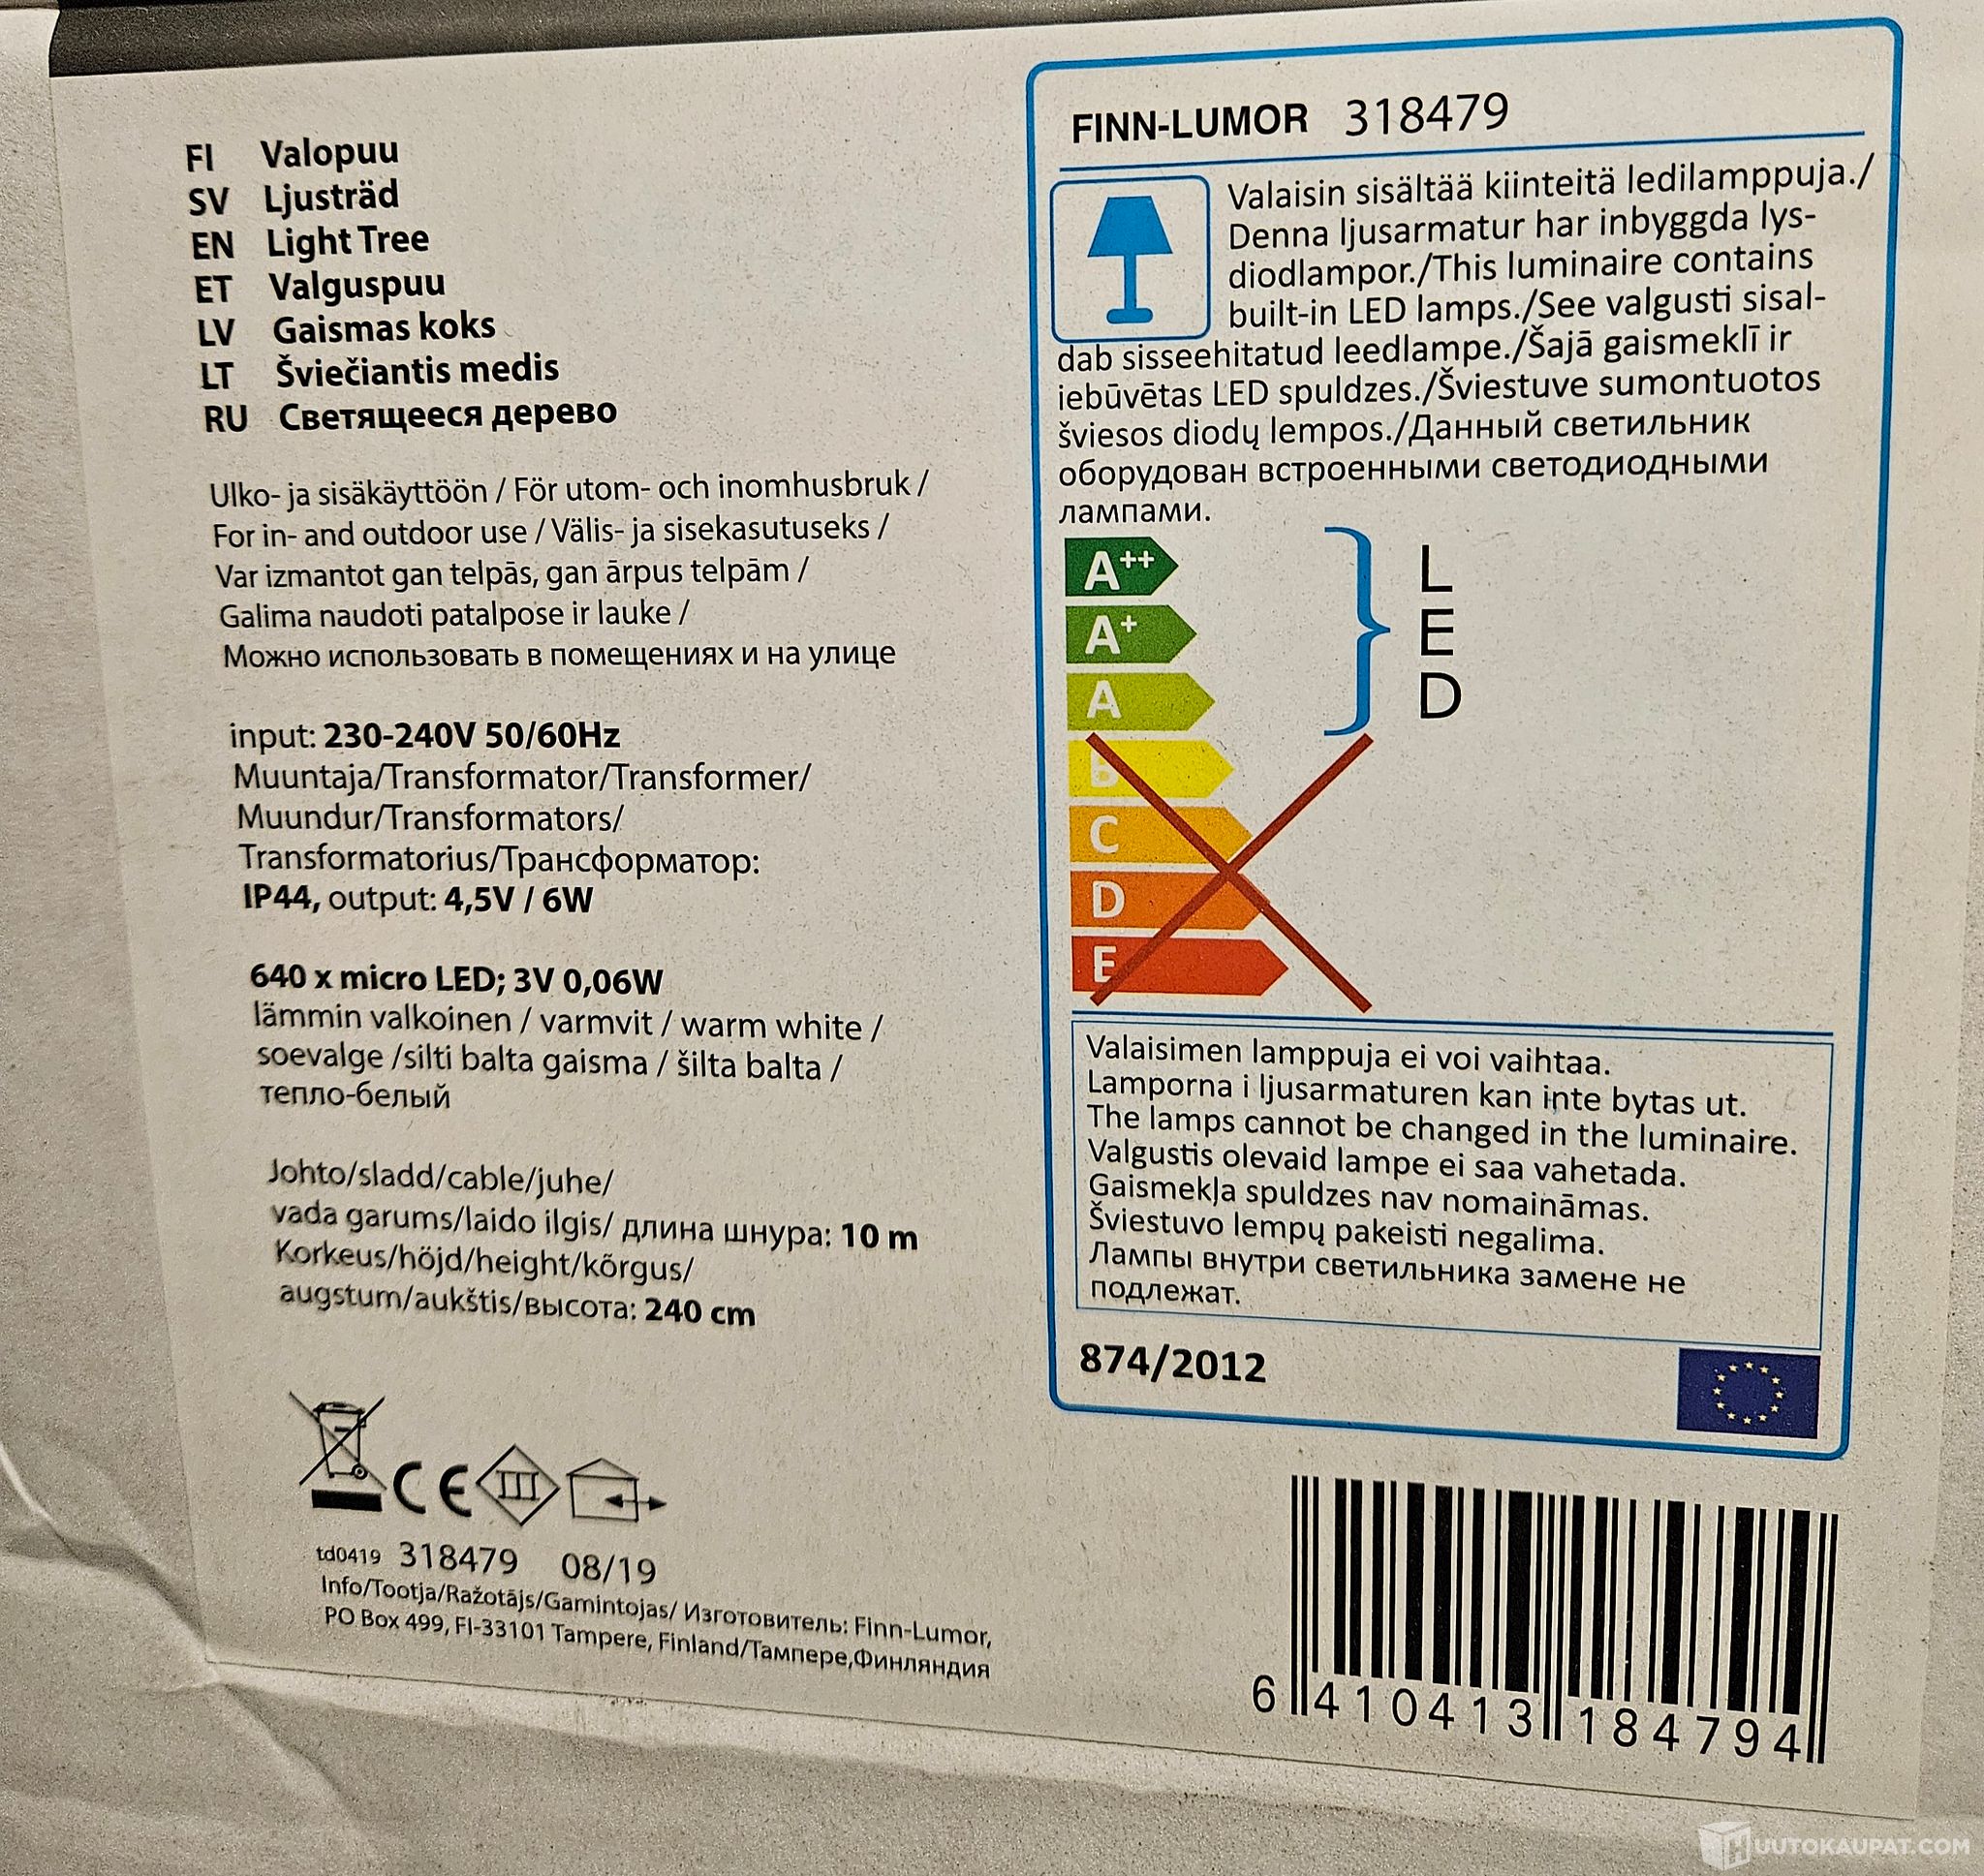 FI Valopuu
SV Ljusträd
EN Light Tree
ET Valguspuu
LV Gaismas koks
LT Šviečiantis medis
RU Светящееся дерево
Ulko- ja sisäkäyttöön / För utom- och inomhusbruk /
For in- and outdoor use / Välis- ja sisekasutuseks /
Var izmantot gan telpās, gan ārpus telpām /
Galima naudoti patalpose ir lauke /
Можно использовать в помещениях и на улице
input: 230-240V 50/60Hz
Muuntaja/Transformator/Transformer/
Muundur/Transformators/
Transformatorius/Трансформатор:
IP44, output: 4,5V / 6W
640 x micro LED; 3V 0,06W
lämmin valkoinen / varmvit / warm white /
soevalge /silti balta gaisma / šilta balta /
тепло-белый
Johto/sladd/cable/juhe/
vada garums/laido ilgis/ длина шнура: 10 m
Korkeus/höjd/height/kõrgus/
augstum/aukštis/высота: 240 cm
CE III
td0419 318479 08/19
Info/Tootja/Ražotājs/Gamintojas/ Изготовитель: Finn-Lumor,
PO Box 499, FI-33101 Tampere, Finland/Тампере,Финляндия
FINN-LUMOR 318479
Valaisin sisältää kiinteitä ledilamppuja./
Denna ljusarmatur har inbyggda lys-
diodlampor./This luminaire contains
built-in LED lamps./See valgusti sisal-
dab sisseehitatud leedlampe./Šajā gaismeklī ir
iebūvētas LED spuldzes./Šviestuve sumontuotos
šviesos diodų lempos./Данный светильник
оборудован встроенными светодиодными
лампами.
A++
A+
A
B
C
D
E
L
E
D
Valaisimen lamppuja ei voi vaihtaa.
Lamporna i ljusarmaturen kan inte bytas ut.
The lamps cannot be changed in the luminaire.
Valgustis olevaid lampe ei saa vahetada.
Gaismekļa spuldzes nav nomaināmas.
Šviestuvo lempų pakeisti negalima.
Лампы внутри светильника замене не
подлежат.
874/2012
6 410413 184794
HUUTOKAUPAT.COM